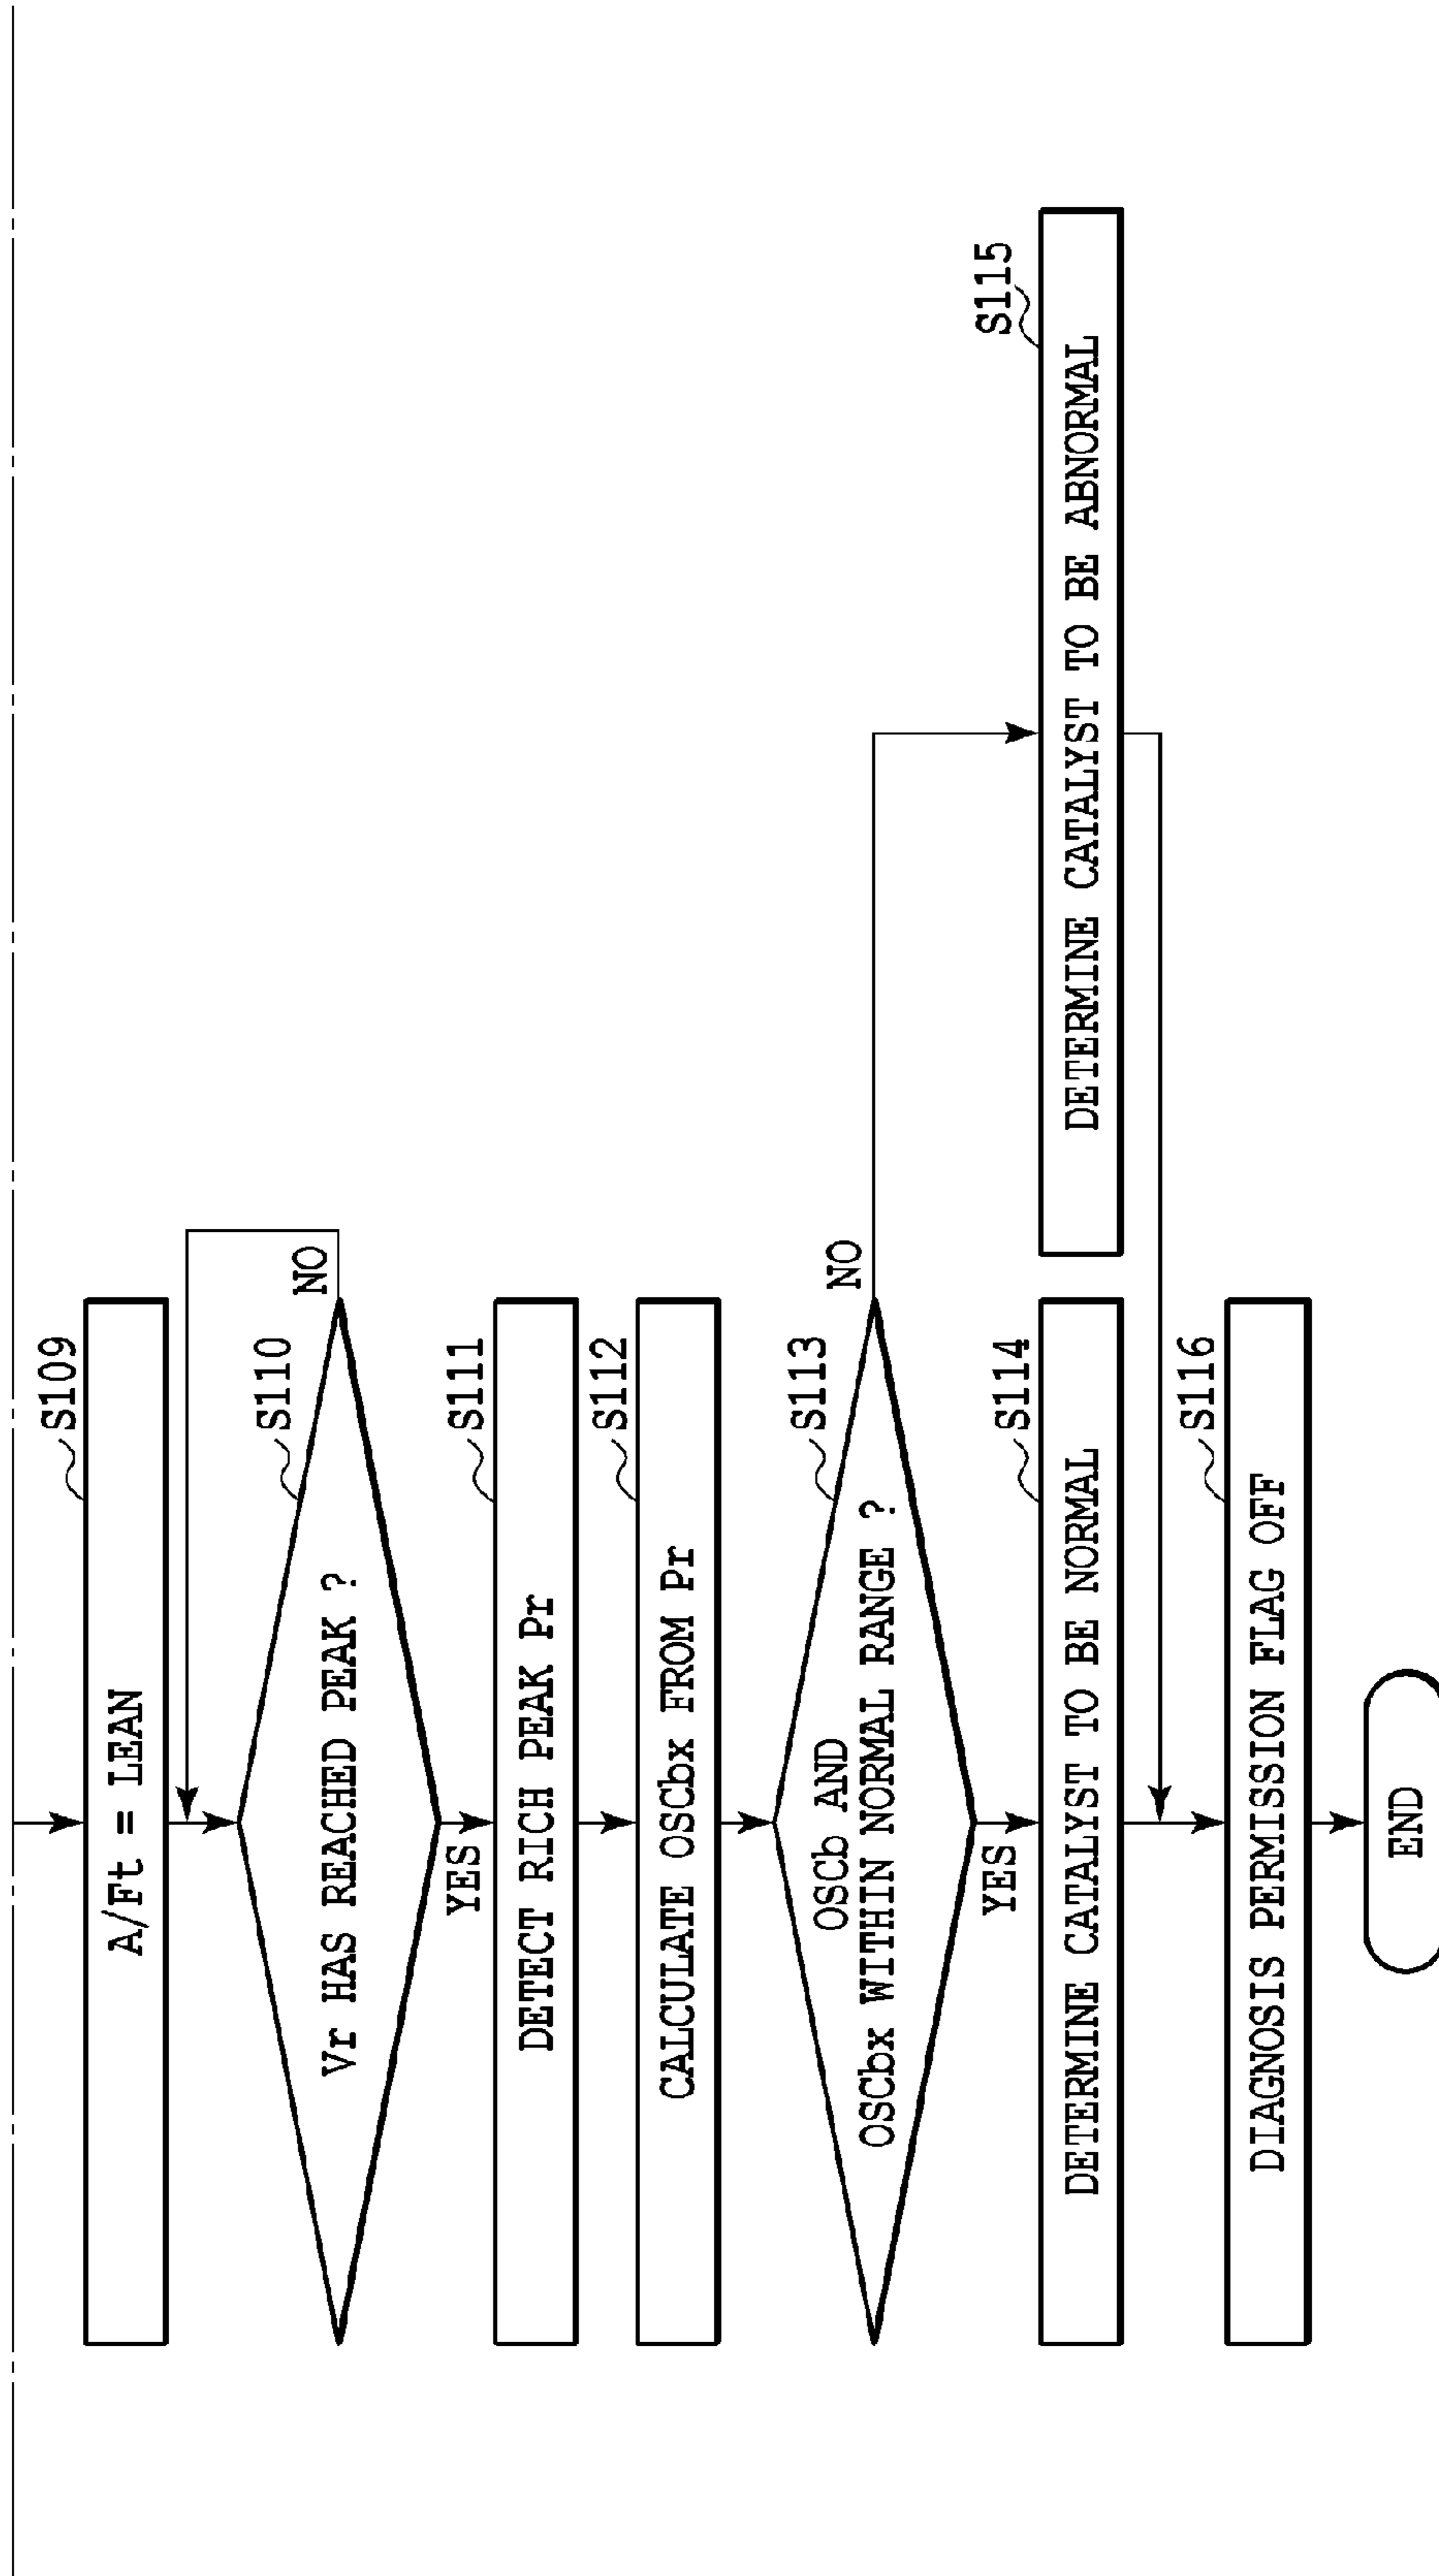 S109
A/Ft = LEAN
S110
Vr HAS REACHED PEAK ?
NO
YES
S111
DETECT RICH PEAK Pr
S112
CALCULATE OSCbx FROM Pr
S113
OSCb AND
OSCbx WITHIN NORMAL RANGE ?
NO
YES
S114
DETERMINE CATALYST TO BE NORMAL
S115
DETERMINE CATALYST TO BE ABNORMAL
S116
DIAGNOSIS PERMISSION FLAG OFF
END